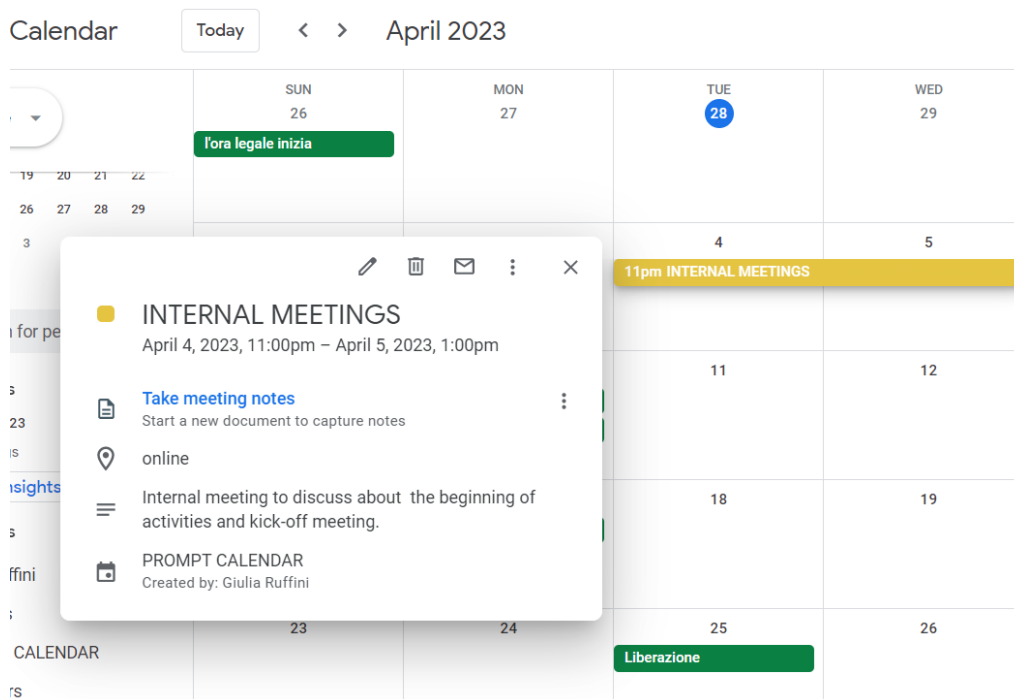 Calendar Today April 2023
SUN MON TUE WED
26 27 28 29
l'ora legale inizia
19 20 21 22
26 27 28 29
3
4 5
11pm INTERNAL MEETINGS
INTERNAL MEETINGS
April 4, 2023, 11:00pm – April 5, 2023, 1:00pm
for pe
Take meeting notes
Start a new document to capture notes
11 12
23
online
Internal meeting to discuss about the beginning of
activities and kick-off meeting.
18 19
PROMPT CALENDAR
Created by: Giulia Ruffini
23 24 25 26
CALENDAR
Liberazione